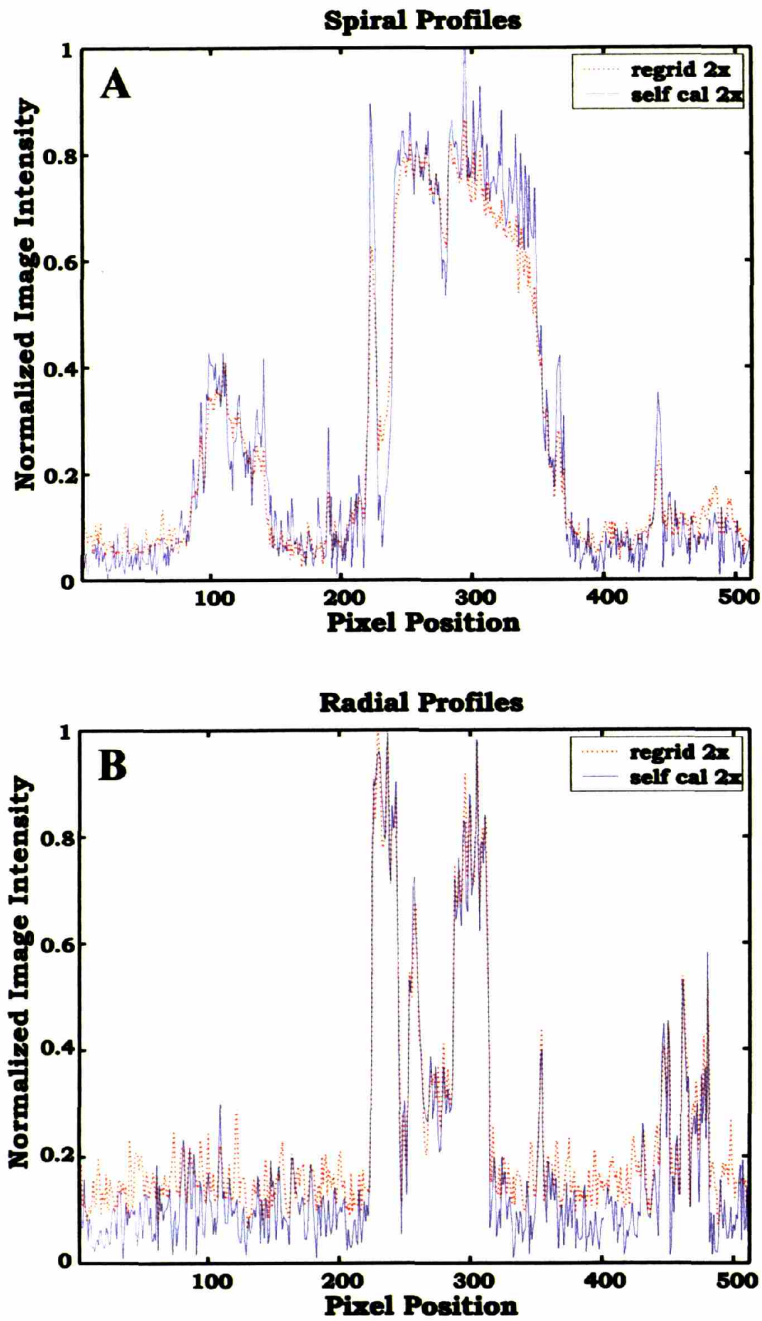 Spiral Profiles
A
regrid 2x
self cal 2x
Normalized Image Intensity
1
0.8
0.6
0.4
0.2
0
100
200
300
400
500
Pixel Position
Radial Profiles
B
regrid 2x
self cal 2x
Normalized Image Intensity
1
0.8
0.6
0.4
0.2
0
100
200
300
400
500
Pixel Position